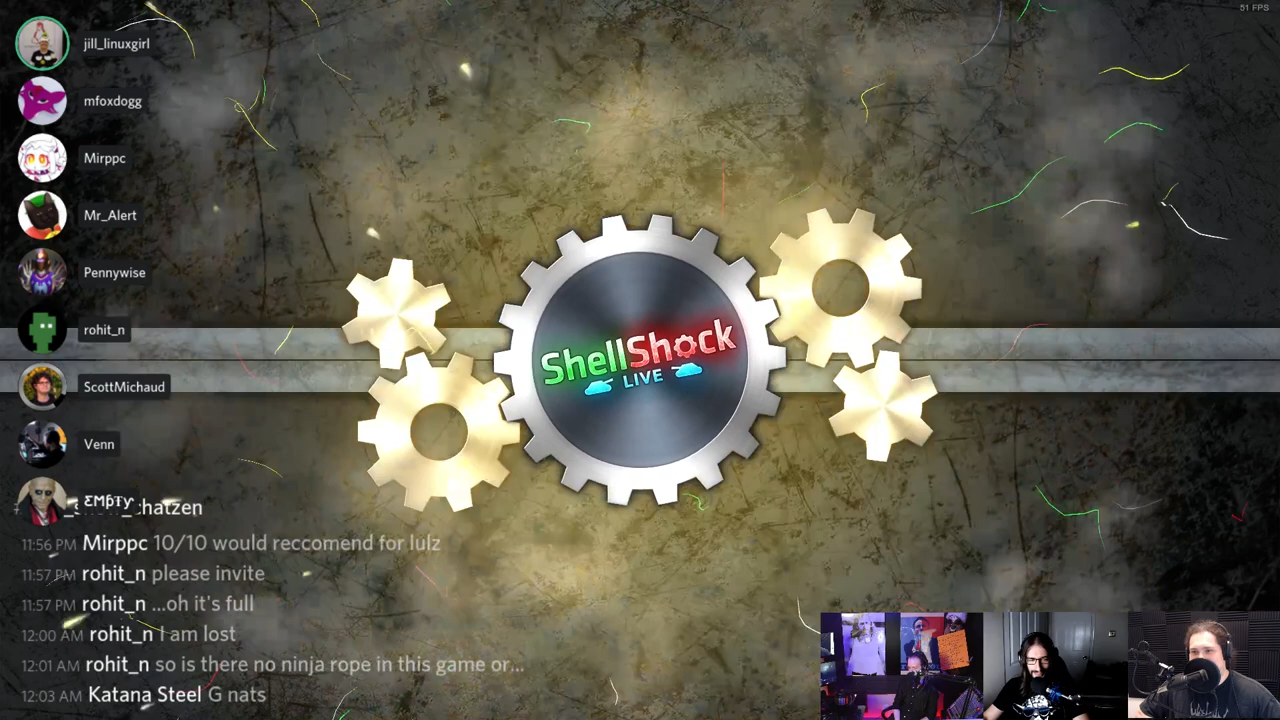 51 FPS
jill_linuxgirl
mfoxdogg
Mirppc
Mr_Alert
Pennywise
rohit_n
ScottMichaud
Venn
ShellShock
LIVE
11:56 PM Mirppc 10/10 would reccomend for lulz
11:57 PM rohit_n please invite
11:57 PM rohit_n ...oh it's full
12:00 AM rohit_n I am lost
12:01 AM rohit_n so is there no ninja rope in this game or...
12:03 AM Katana Steel G nats